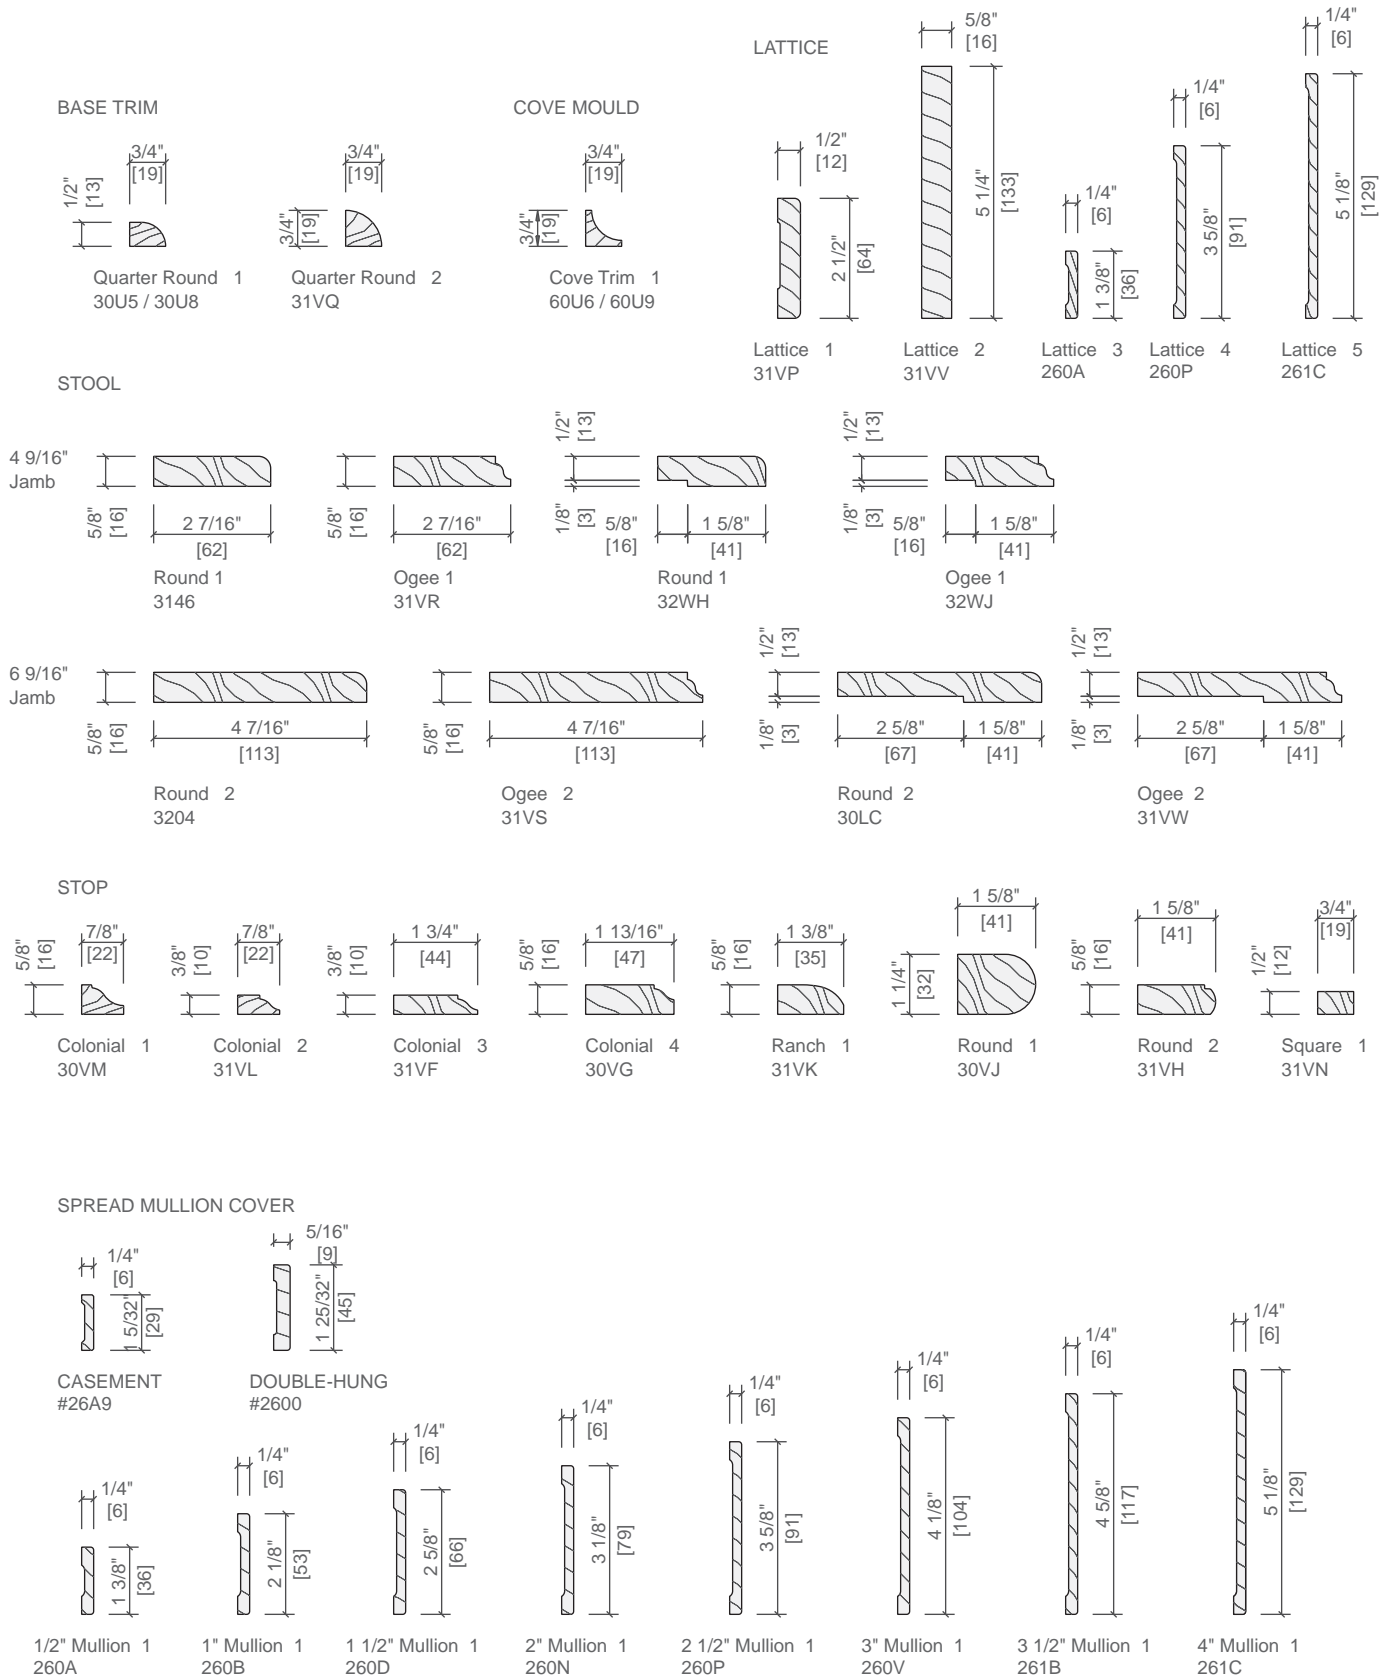 LATTICE
5/8"
[16]
5 1/4"
[133]
1/4"
[6]
5 1/8"
[129]
1/4"
[6]
3 5/8"
[91]
1/2"
[12]
2 1/2"
[64]
1/4"
[6]
1 3/8"
[36]
Lattice 1
31VP
Lattice 2
31VV
Lattice 3
260A
Lattice 4
260P
Lattice 5
261C
BASE TRIM
3/4"
[19]
1/2"
[13]
Quarter Round 1
30U5 / 30U8
3/4"
[19]
3/4"
[19]
Quarter Round 2
31VQ
COVE MOULD
3/4"
[19]
3/4"
[19]
Cove Trim 1
60U6 / 60U9
STOOL
4 9/16"
Jamb
5/8"
[16]
2 7/16"
[62]
Round 1
3146
5/8"
[16]
2 7/16"
[62]
Ogee 1
31VR
1/2"
[13]
1/8"
[3]
5/8"
[16]
1 5/8"
[41]
Round 1
32WH
1/2"
[13]
1/8"
[3]
5/8"
[16]
1 5/8"
[41]
Ogee 1
32WJ
6 9/16"
Jamb
5/8"
[16]
4 7/16"
[113]
Round 2
3204
5/8"
[16]
4 7/16"
[113]
Ogee 2
31VS
1/2"
[13]
1/8"
[3]
2 5/8"
[67]
1 5/8"
[41]
Round 2
30LC
1/2"
[13]
1/8"
[3]
2 5/8"
[67]
1 5/8"
[41]
Ogee 2
31VW
STOP
5/8"
[16]
7/8"
[22]
Colonial 1
30VM
3/8"
[10]
7/8"
[22]
Colonial 2
31VL
3/8"
[10]
1 3/4"
[44]
Colonial 3
31VF
5/8"
[16]
1 13/16"
[47]
Colonial 4
30VG
5/8"
[16]
1 3/8"
[35]
Ranch 1
31VK
1 5/8"
[41]
1 1/4"
[32]
Round 1
30VJ
5/8"
[16]
1 5/8"
[41]
Round 2
31VH
1/2"
[12]
3/4"
[19]
Square 1
31VN
SPREAD MULLION COVER
1/4"
[6]
1 5/32"
[29]
CASEMENT
#26A9
5/16"
[9]
1 25/32"
[45]
DOUBLE-HUNG
#2600
1/4"
[6]
1 3/8"
[36]
1/2" Mullion 1
260A
1/4"
[6]
2 1/8"
[53]
1" Mullion 1
260B
1/4"
[6]
2 5/8"
[66]
1 1/2" Mullion 1
260D
1/4"
[6]
3 1/8"
[79]
2" Mullion 1
260N
1/4"
[6]
3 5/8"
[91]
2 1/2" Mullion 1
260P
1/4"
[6]
4 1/8"
[104]
3" Mullion 1
260V
1/4"
[6]
4 5/8"
[117]
3 1/2" Mullion 1
261B
1/4"
[6]
5 1/8"
[129]
4" Mullion 1
261C